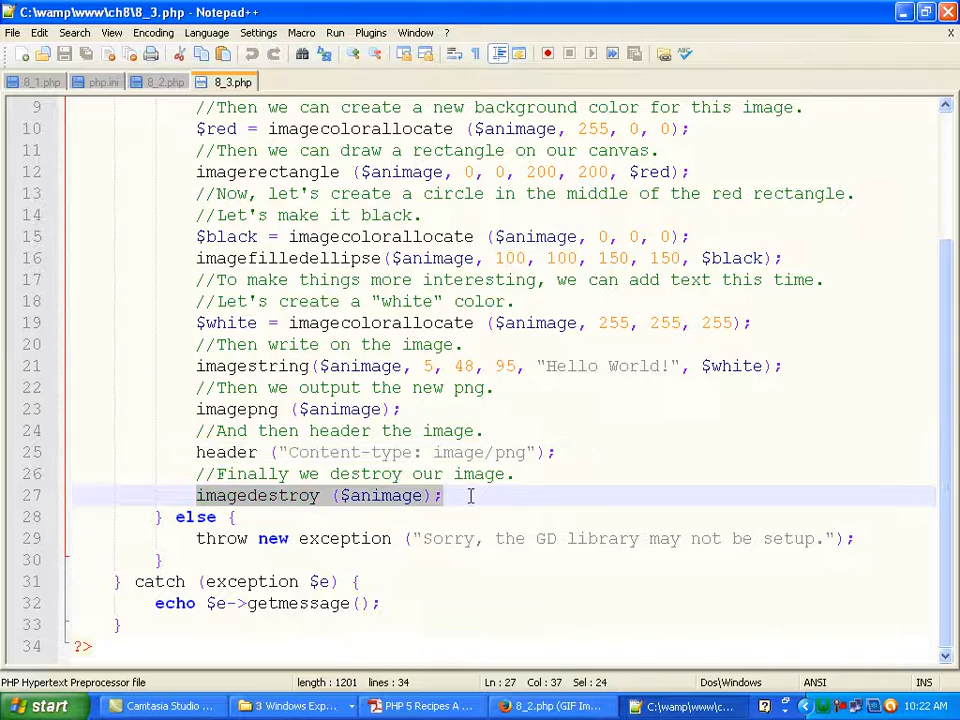 C:\wamp\www\ch8\8_3.php - Notepad++
File Edit Search View Encoding Language Settings Macro Run Plugins Window ? X
8_1.php php.ini 8_2.php 8_3.php
9 //Then we can create a new background color for this image.
10 $red = imagecolorallocate ($animage, 255, 0, 0);
11 //Then we can draw a rectangle on our canvas.
12 imagerectangle ($animage, 0, 0, 200, 200, $red);
13 //Now, let's create a circle in the middle of the red rectangle.
14 //Let's make it black.
15 $black = imagecolorallocate ($animage, 0, 0, 0);
16 imagefilledellipse($animage, 100, 100, 150, 150, $black);
17 //To make things more interesting, we can add text this time.
18 //Let's create a "white" color.
19 $white = imagecolorallocate ($animage, 255, 255, 255);
20 //Then write on the image.
21 imagestring($animage, 5, 48, 95, "Hello World!", $white);
22 //Then we output the new png.
23 imagepng ($animage);
24 //And then header the image.
25 header ("Content-type: image/png");
26 //Finally we destroy our image.
27 imagedestroy ($animage);
28 } else {
29 throw new exception ("Sorry, the GD library may not be setup.");
30 }
31 } catch (exception $e) {
32 echo $e->getmessage();
33 }
34 ?>
PHP Hypertext Preprocessor file length : 1201 lines : 34 Ln : 27 Col : 37 Sel : 24 Dos\Windows ANSI INS
start Camtasia Studio ... 3 Windows Exp... PHP 5 Recipes A ... 8_2.php (GIF Im... C:\wamp\www\c... 10:22 AM